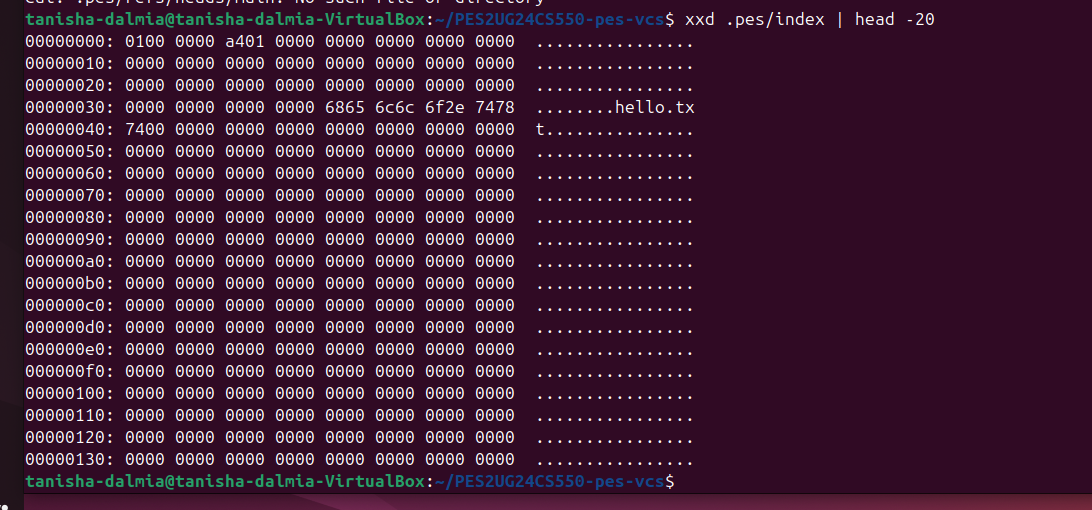 cat: .pes/refs/heads/main: No such file or directory
tanisha-dalmia@tanisha-dalmia-VirtualBox:~/PES2UG24CS550-pes-vcs$ xxd .pes/index | head -20
00000000: 0100 0000 a401 0000 0000 0000 0000 0000  ................
00000010: 0000 0000 0000 0000 0000 0000 0000 0000  ................
00000020: 0000 0000 0000 0000 0000 0000 0000 0000  ................
00000030: 0000 0000 0000 0000 6865 6c6c 6f2e 7478  ........hello.tx
00000040: 7400 0000 0000 0000 0000 0000 0000 0000  t...............
00000050: 0000 0000 0000 0000 0000 0000 0000 0000  ................
00000060: 0000 0000 0000 0000 0000 0000 0000 0000  ................
00000070: 0000 0000 0000 0000 0000 0000 0000 0000  ................
00000080: 0000 0000 0000 0000 0000 0000 0000 0000  ................
00000090: 0000 0000 0000 0000 0000 0000 0000 0000  ................
000000a0: 0000 0000 0000 0000 0000 0000 0000 0000  ................
000000b0: 0000 0000 0000 0000 0000 0000 0000 0000  ................
000000c0: 0000 0000 0000 0000 0000 0000 0000 0000  ................
000000d0: 0000 0000 0000 0000 0000 0000 0000 0000  ................
000000e0: 0000 0000 0000 0000 0000 0000 0000 0000  ................
000000f0: 0000 0000 0000 0000 0000 0000 0000 0000  ................
00000100: 0000 0000 0000 0000 0000 0000 0000 0000  ................
00000110: 0000 0000 0000 0000 0000 0000 0000 0000  ................
00000120: 0000 0000 0000 0000 0000 0000 0000 0000  ................
00000130: 0000 0000 0000 0000 0000 0000 0000 0000  ................
tanisha-dalmia@tanisha-dalmia-VirtualBox:~/PES2UG24CS550-pes-vcs$